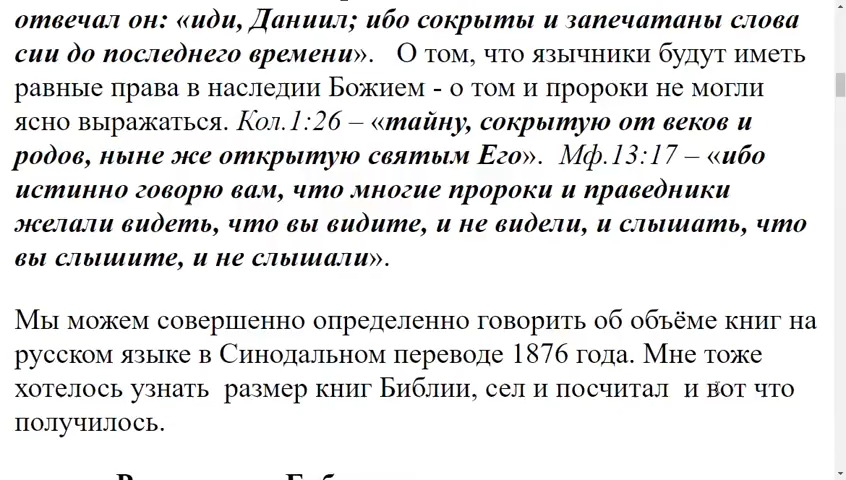 отвечал он: «иди, Даниил; ибо сокрыты и запечатаны слова
сии до последнего времени».   О том, что язычники будут иметь
равные права в наследии Божием - о том и пророки не могли
ясно выражаться. Кол.1:26 – «тайну, сокрытую от веков и
родов, ныне же открытую святым Его».  Мф.13:17 – «ибо
истинно говорю вам, что многие пророки и праведники
желали видеть, что вы видите, и не видели, и слышать, что
вы слышите, и не слышали».
Мы можем совершенно определенно говорить об объёме книг на
русском языке в Синодальном переводе 1876 года. Мне тоже
хотелось узнать  размер книг Библии, сел и посчитал  и вот что
получилось.